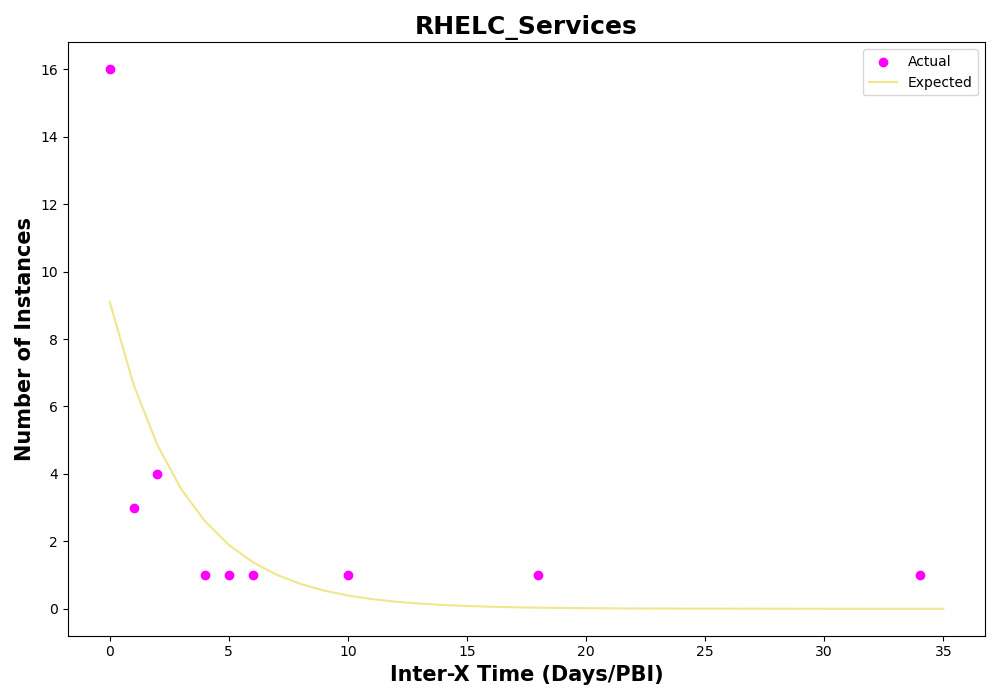 RHELC_Services
Actual
Expected
Number of Instances
16
14
12
10
8
6
4
2
0
0 5 10 15 20 25 30 35
Inter-X Time (Days/PBI)